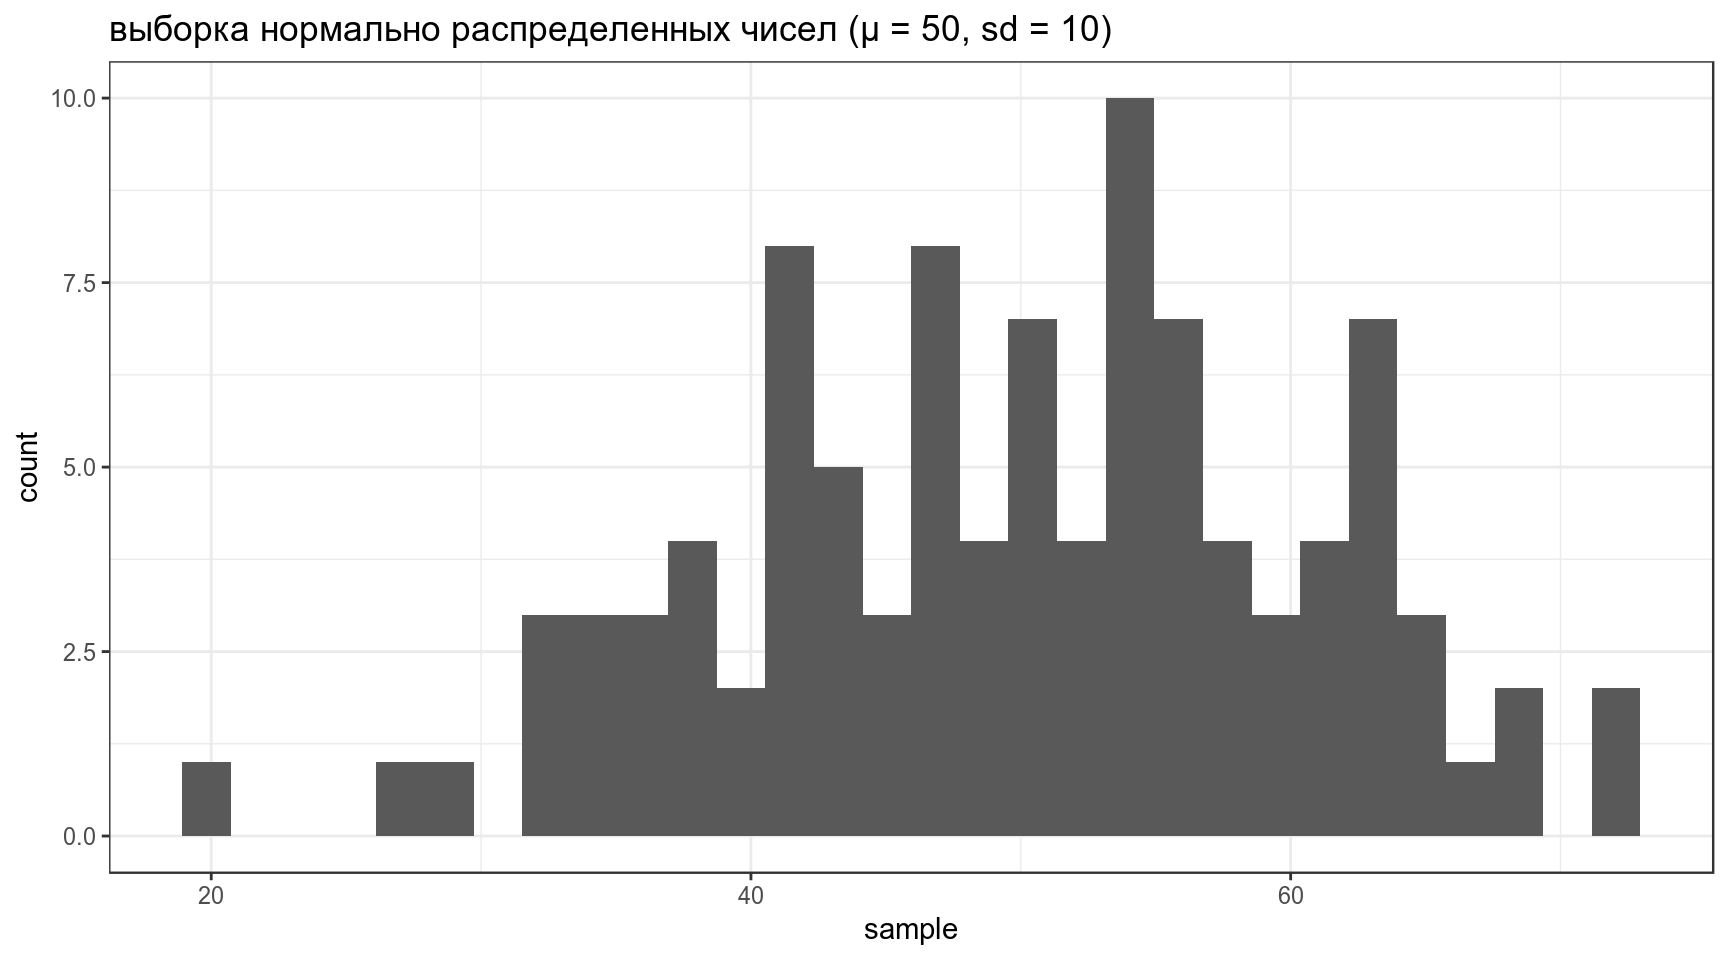 выборка нормально распределенных чисел (μ = 50, sd = 10)
10.0
7.5
5.0
2.5
0.0
count
20 40 60
sample